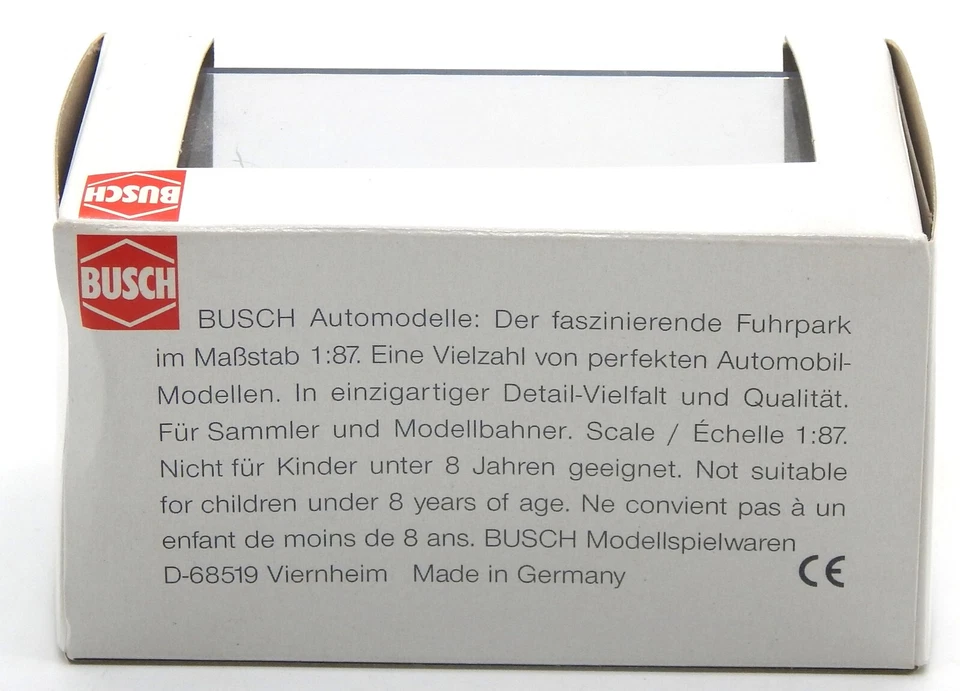 BUSCH
BUSCH
BUSCH Automodelle: Der faszinierende Fuhrpark
im Maßstab 1:87. Eine Vielzahl von perfekten Automobil-
Modellen. In einzigartiger Detail-Vielfalt und Qualität.
Für Sammler und Modellbahner. Scale / Échelle 1:87.
Nicht für Kinder unter 8 Jahren geeignet. Not suitable
for children under 8 years of age. Ne convient pas à un
enfant de moins de 8 ans. BUSCH Modellspielwaren
D-68519 Viernheim Made in Germany CE